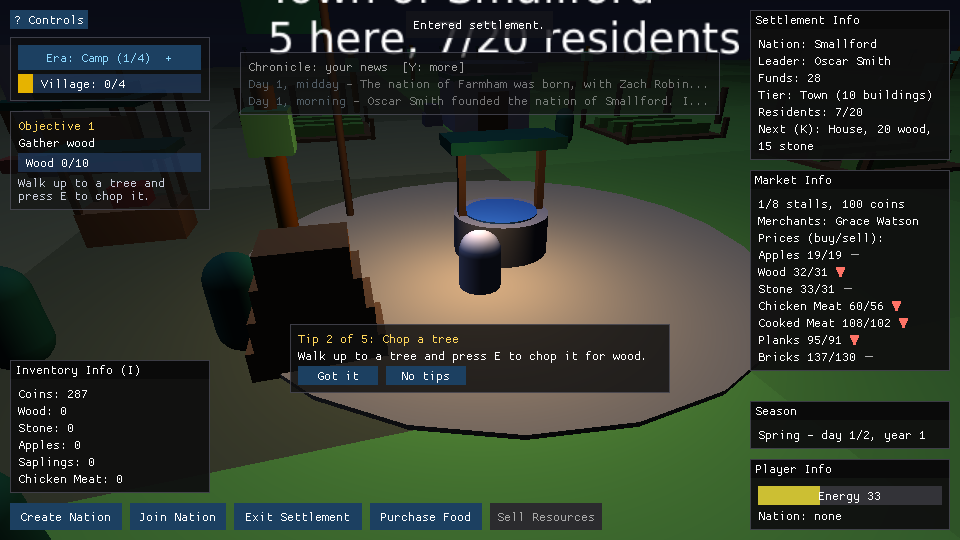 ? Controls
Era: Camp (1/4) +
Village: 0/4
Objective 1
Gather wood
Wood 0/10
Walk up to a tree and
press E to chop it.
Town of Smallford
5 here, 7/20 residents
Entered settlement.
Chronicle: your news [Y: more]
Day 1, midday – The nation of Farmham was born, with Zach Robin...
Day 1, morning – Oscar Smith founded the nation of Smallford. I...
Tip 2 of 5: Chop a tree
Walk up to a tree and press E to chop it for wood.
Got it
No tips
Inventory Info (I)
Coins: 287
Wood: 0
Stone: 0
Apples: 0
Saplings: 0
Chicken Meat: 0
Create Nation
Join Nation
Exit Settlement
Purchase Food
Sell Resources
Settlement Info
Nation: Smallford
Leader: Oscar Smith
Funds: 28
Tier: Town (10 buildings)
Residents: 7/20
Next (K): House, 20 wood,
15 stone
Market Info
1/8 stalls, 100 coins
Merchants: Grace Watson
Prices (buy/sell):
Apples 19/19 —
Wood 32/31 ▼
Stone 33/31 —
Chicken Meat 60/56 ▼
Cooked Meat 108/102 ▼
Planks 95/91 ▼
Bricks 137/130 —
Season
Spring – day 1/2, year 1
Player Info
Energy 33
Nation: none